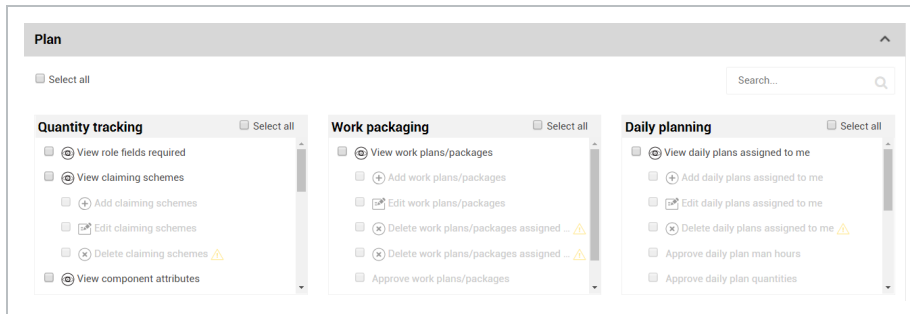 Plan
Select all
Search...
Quantity tracking
Select all
View role fields required
View claiming schemes
Add claiming schemes
Edit claiming schemes
Delete claiming schemes
View component attributes
Work packaging
Select all
View work plans/packages
Add work plans/packages
Edit work plans/packages
Delete work plans/packages assigned ...
Delete work plans/packages assigned ...
Approve work plans/packages
Daily planning
Select all
View daily plans assigned to me
Add daily plans assigned to me
Edit daily plans assigned to me
Delete daily plans assigned to me
Approve daily plan man hours
Approve daily plan quantities